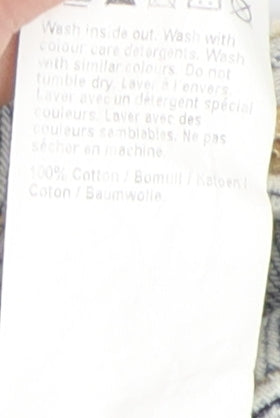 Wash inside out. Wash with
colour care detergents. Wash
with similar colours. Do not
tumble dry. Laver à l envers.
Laver avec un détergent spécial
couleurs. Laver avec des
couleurs semblables. Ne pas
sécher en machine.
100% Cotton / Bomull / Katoen /
Coton / Baumwolle.